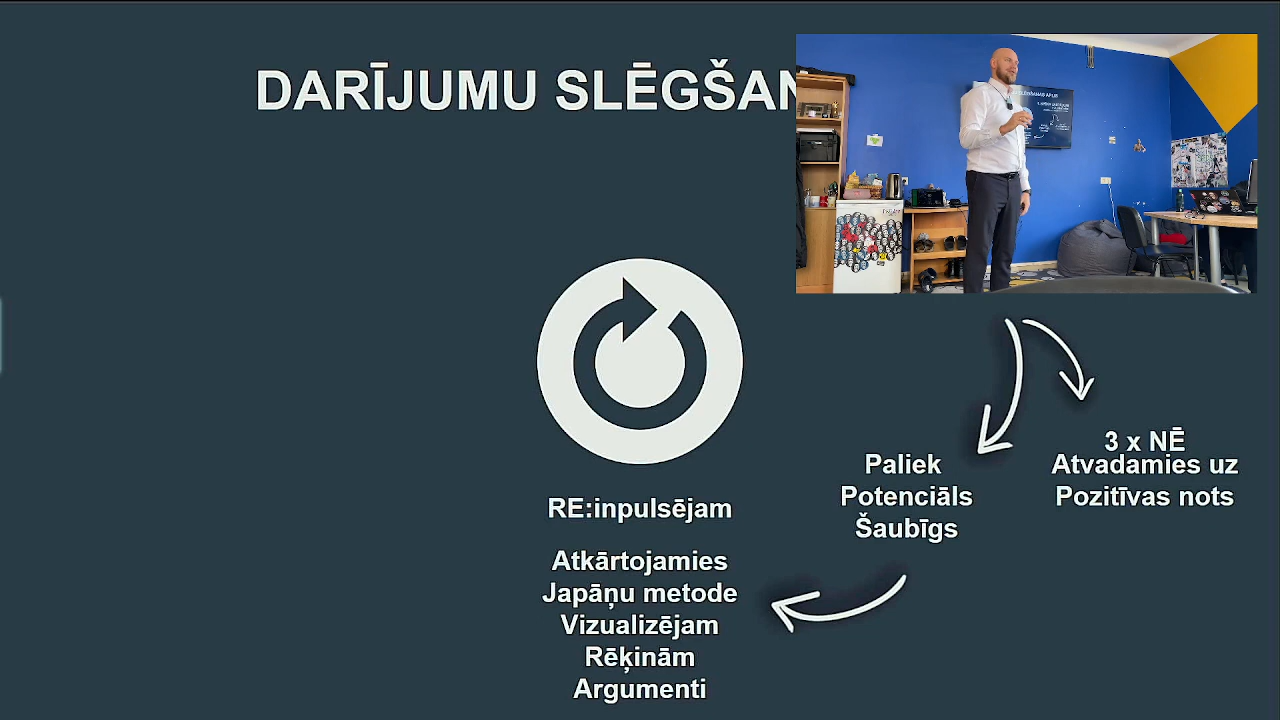 DARĪJUMU SLĒGŠAN
3 x NĒ
Atvadamies uz
Pozitīvas nots
Paliek
Potenciāls
Šaubīgs
RE:inpulsējam
Atkārtojamies
Japāņu metode
Vizualizējam
Rēķinām
Argumenti